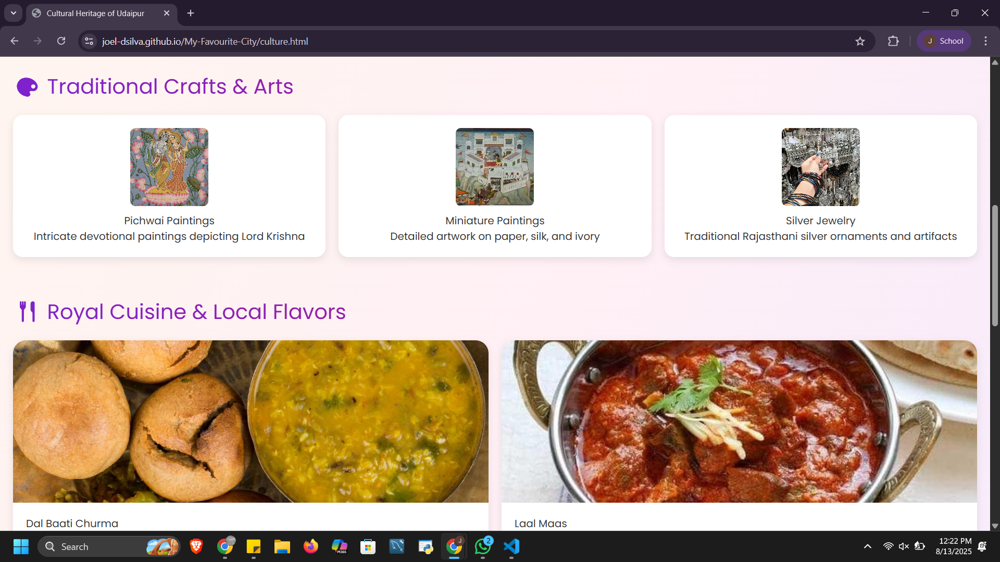 Cultural Heritage of Udaipur
joel-dsilva.github.io/My-Favourite-City/culture.html
J School
Traditional Crafts & Arts
Pichwai Paintings
Intricate devotional paintings depicting Lord Krishna
Miniature Paintings
Detailed artwork on paper, silk, and ivory
Silver Jewelry
Traditional Rajasthani silver ornaments and artifacts
Royal Cuisine & Local Flavors
Dal Baati Churma
Laal Maas
Search
M365
J
2
12:22 PM
8/13/2025